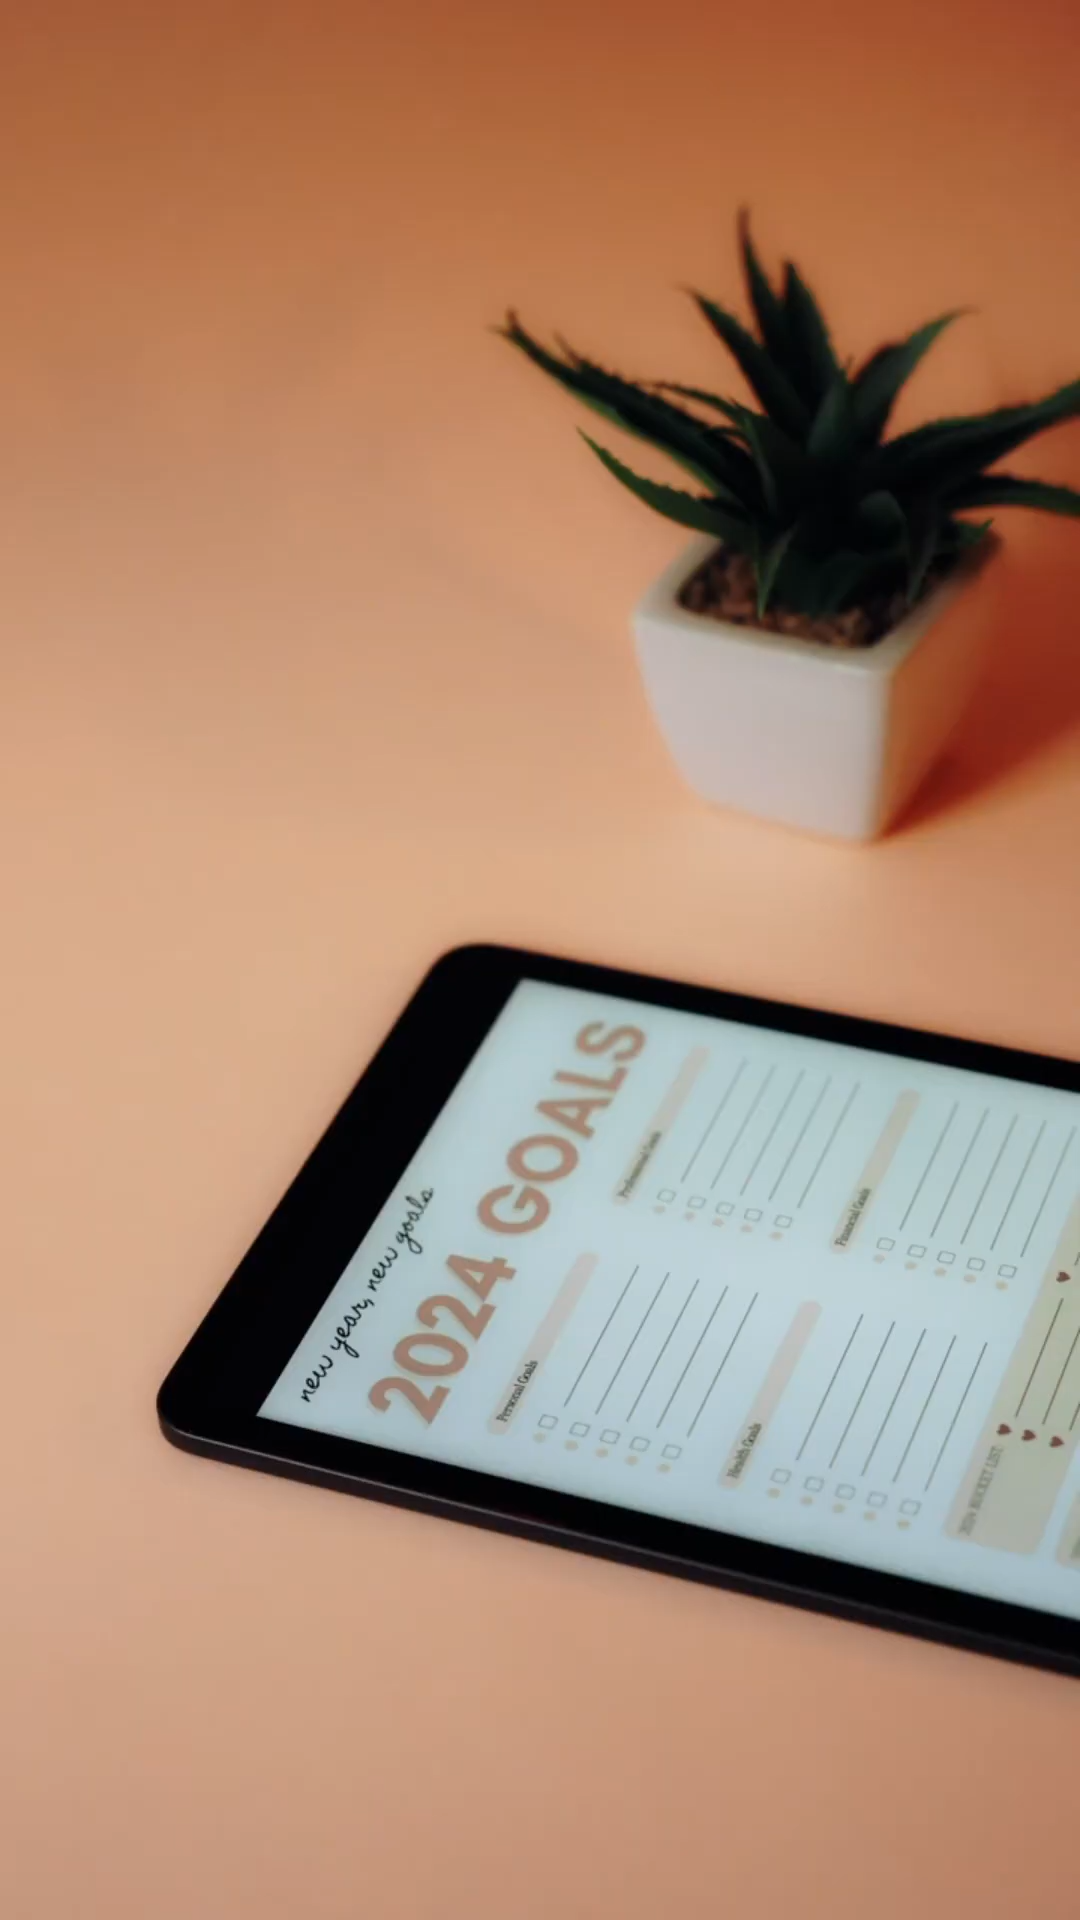 new year, new goals
2024 GOALS
Personal Goals
Professional Goals
Health Goals
Financial Goals
2024 BUCKET LIST